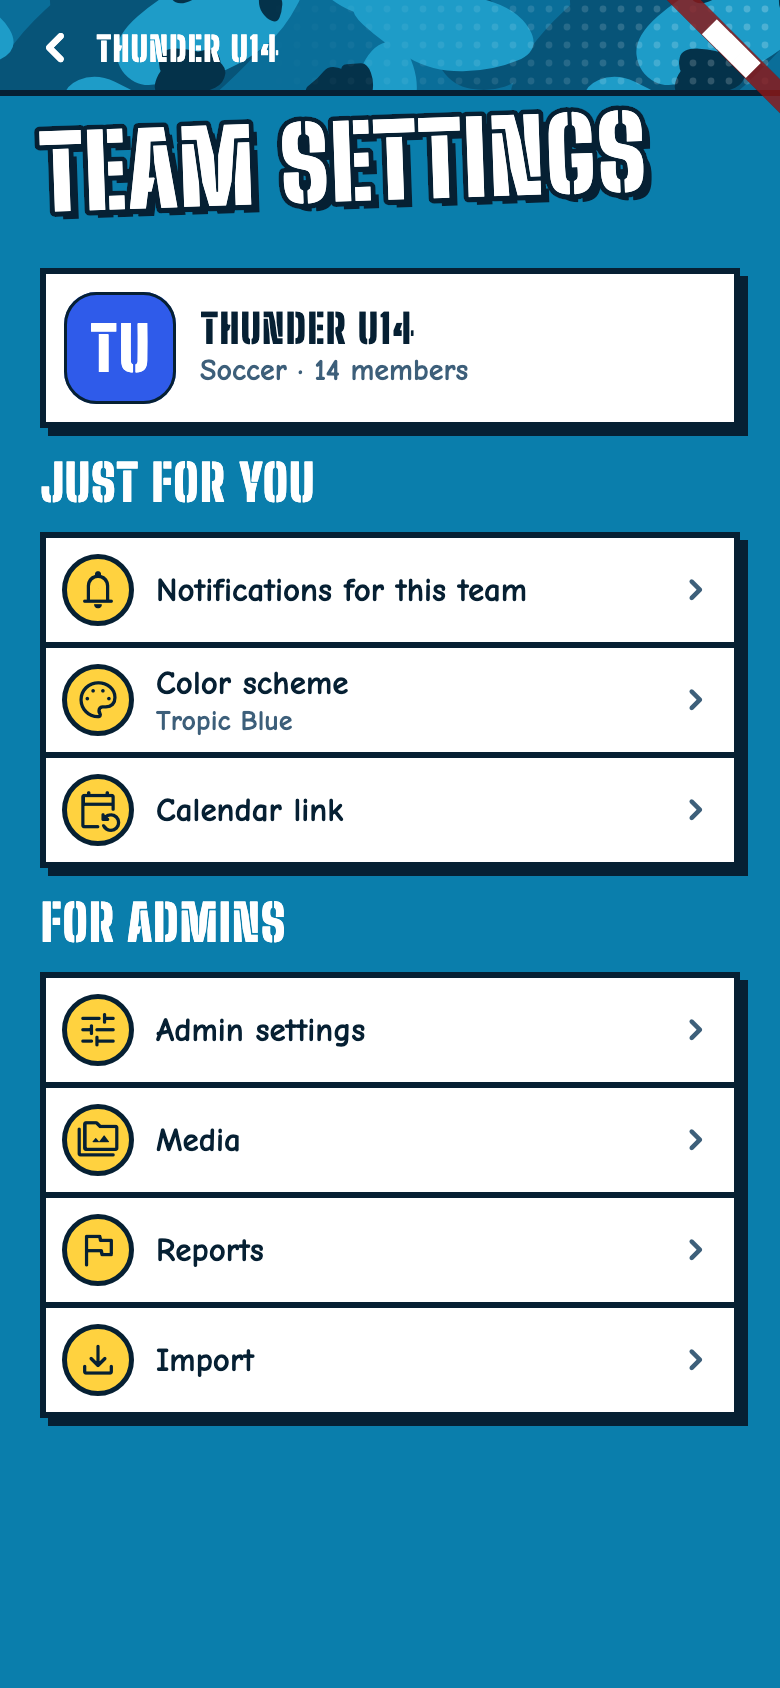 THUNDER U14
TEAM SETTINGS
TU
THUNDER U14
Soccer · 14 members
JUST FOR YOU
Notifications for this team
Color scheme
Tropic Blue
Calendar link
FOR ADMINS
Admin settings
Media
Reports
Import